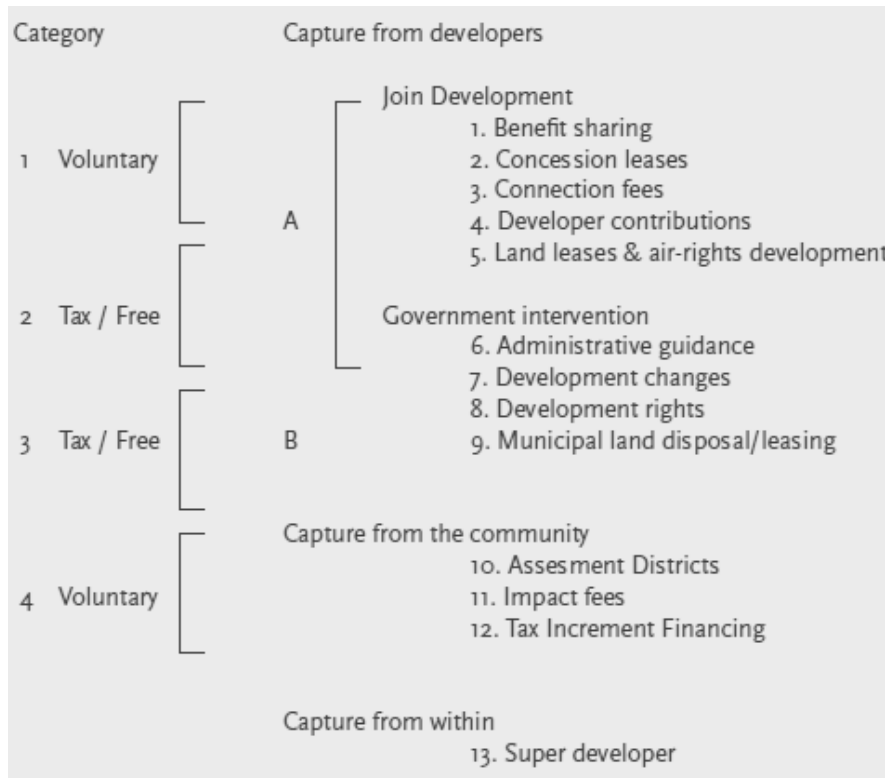 Category Capture from developers
Join Development
1. Benefit sharing
1 Voluntary 2. Concession leases
3. Connection fees
A 4. Developer contributions
5. Land leases & air-rights development
2 Tax / Free Government intervention
6. Administrative guidance
7. Development changes
8. Development rights
3 Tax / Free B 9. Municipal land disposal/leasing
Capture from the community
10. Assesment Districts
4 Voluntary 11. Impact fees
12. Tax Increment Financing
Capture from within
13. Super developer